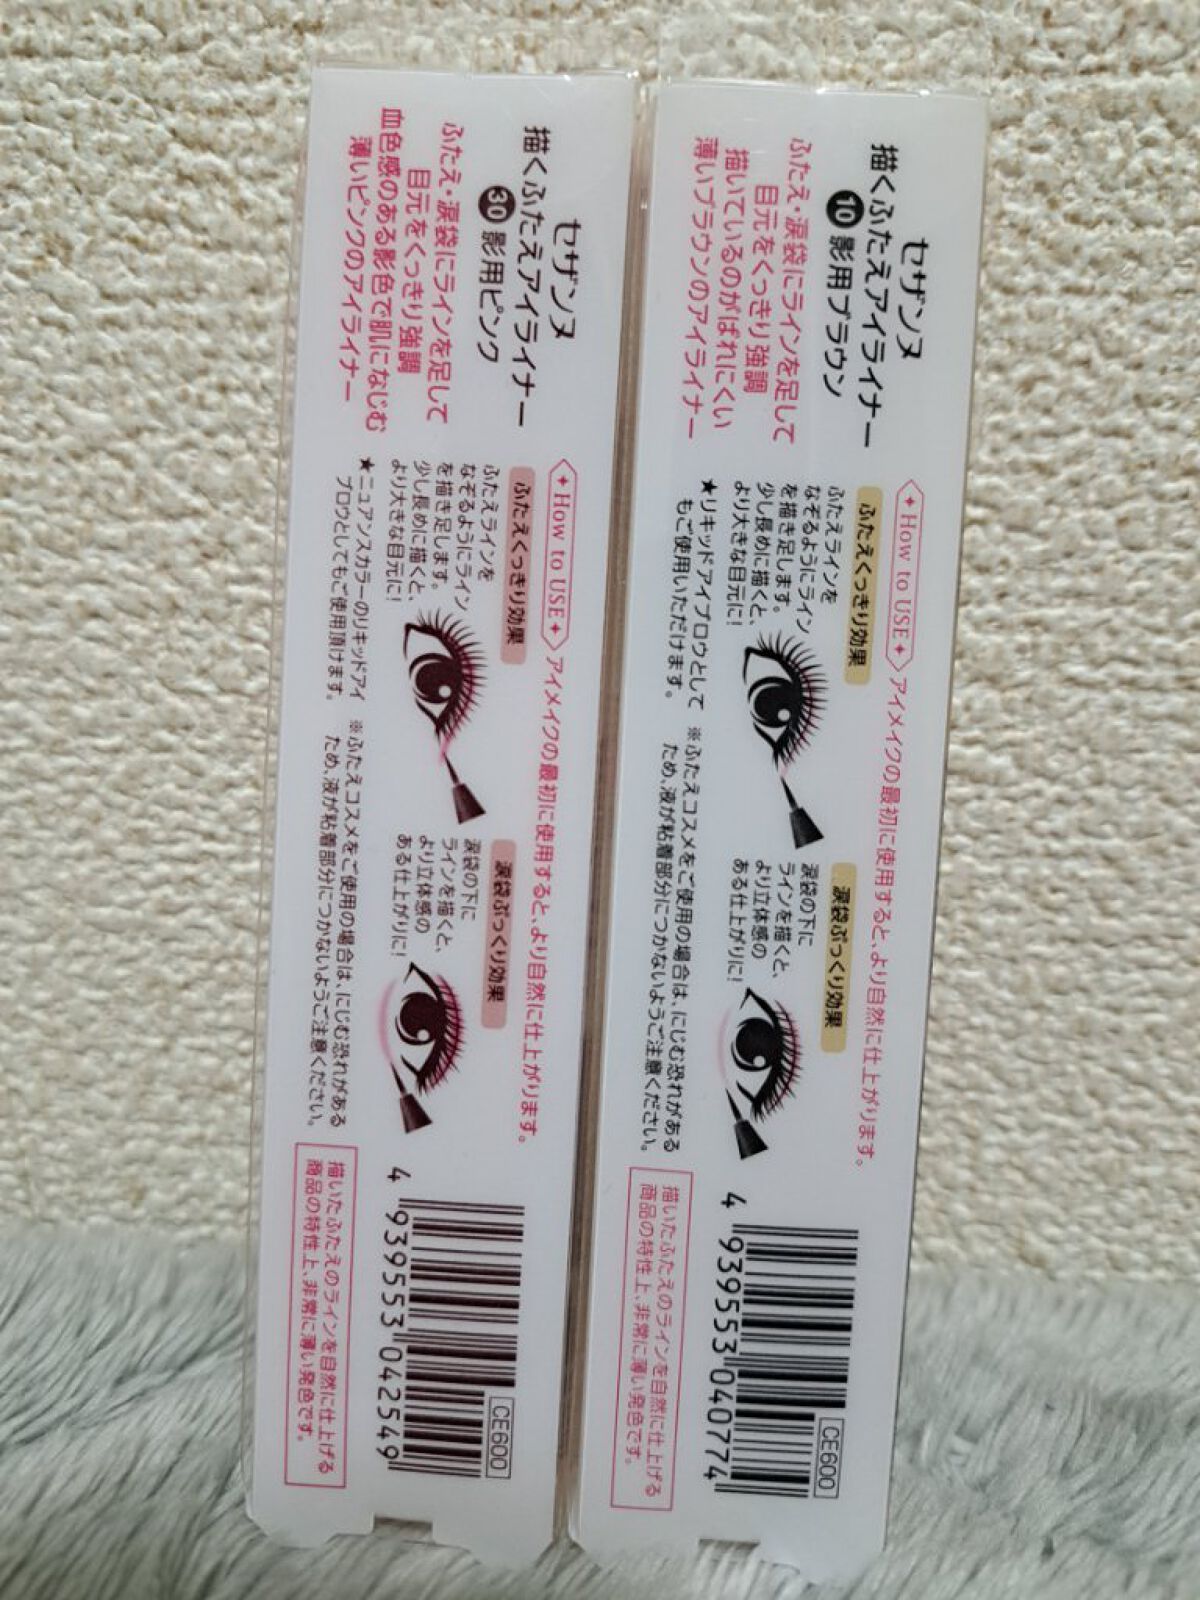 セザンヌ
描くふたえアイライナー
30 影用ピンク
ふたえ・涙袋にラインを足して
目元をくっきり強調
血色感のある影色で肌になじむ
薄いピンクのアイライナー
✦How to USE✦
アイメイクの最初に使用すると、より自然に仕上がります。
ふたえくっきり効果
ふたえラインを
なぞるようにライン
を描き足します。
少し長めに描くと、
より大きな目元に!
★ニュアンスカラーのリキッドアイ
ブロウとしてもご使用頂けます。
涙袋ぷっくり効果
涙袋の下に
ラインを描くと、
より立体感の
ある仕上がりに!
※ふたえコスメをご使用の場合は、にじむ恐れがある
ため、液が粘着部分につかないようご注意ください。
描いたふたえのラインを自然に仕上げる
商品の特性上、非常に薄い発色です。
CE600
4 939553 042549
セザンヌ
描くふたえアイライナー
10 影用ブラウン
ふたえ・涙袋にラインを足して
目元をくっきり強調
描いているのがばれにくい
薄いブラウンのアイライナー
✦How to USE✦
アイメイクの最初に使用すると、より自然に仕上がります。
ふたえくっきり効果
ふたえラインを
なぞるようにライン
を描き足します。
少し長めに描くと、
より大きな目元に!
★リキッドアイブロウとして
もご使用いただけます。
涙袋ぷっくり効果
涙袋の下に
ラインを描くと、
より立体感の
ある仕上がりに!
※ふたえコスメをご使用の場合は、にじむ恐れがある
ため、液が粘着部分につかないようご注意ください。
描いたふたえのラインを自然に仕上げる
商品の特性上、非常に薄い発色です。
CE600
4 939553 040774